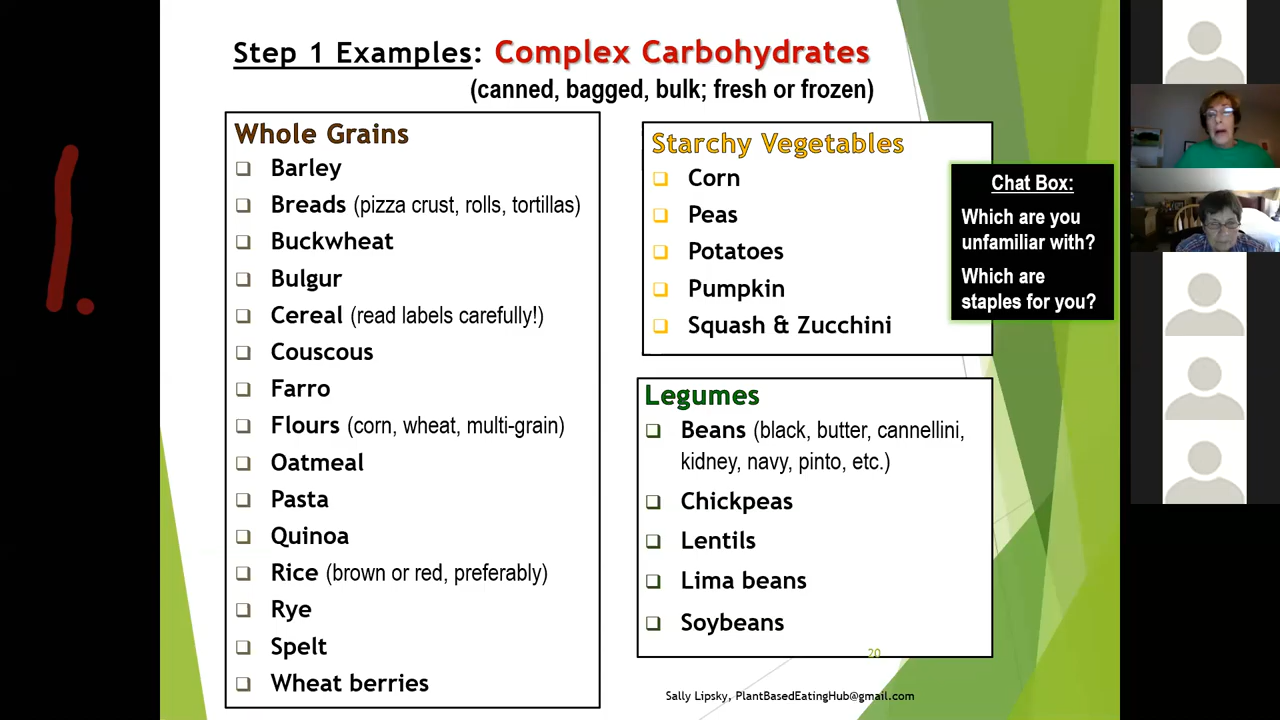 1.
Step 1 Examples: Complex Carbohydrates
(canned, bagged, bulk; fresh or frozen)
Whole Grains
❑ Barley
❑ Breads (pizza crust, rolls, tortillas)
❑ Buckwheat
❑ Bulgur
❑ Cereal (read labels carefully!)
❑ Couscous
❑ Farro
❑ Flours (corn, wheat, multi-grain)
❑ Oatmeal
❑ Pasta
❑ Quinoa
❑ Rice (brown or red, preferably)
❑ Rye
❑ Spelt
❑ Wheat berries
Starchy Vegetables
❑ Corn
❑ Peas
❑ Potatoes
❑ Pumpkin
❑ Squash & Zucchini
Chat Box:
Which are you
unfamiliar with?
Which are
staples for you?
Legumes
❑ Beans (black, butter, cannellini,
kidney, navy, pinto, etc.)
❑ Chickpeas
❑ Lentils
❑ Lima beans
❑ Soybeans
20
Sally Lipsky, PlantBasedEatingHub@gmail.com